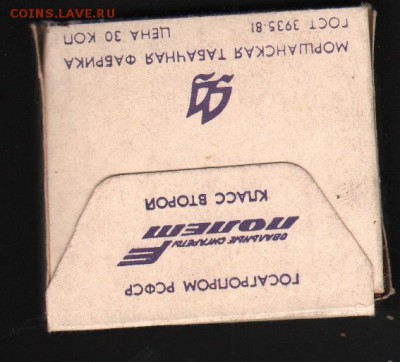 COINS.LAVE.RU
ГОСАГРОПРОМ РСФСР
ПОЛЕТ
ОВАЛЬНЫЕ СИГАРЕТЫ
КЛАСС ВТОРОЙ
МОРШАНСКАЯ ТАБАЧНАЯ ФАБРИКА
ГОСТ 3935-81 ЦЕНА 30 КОП